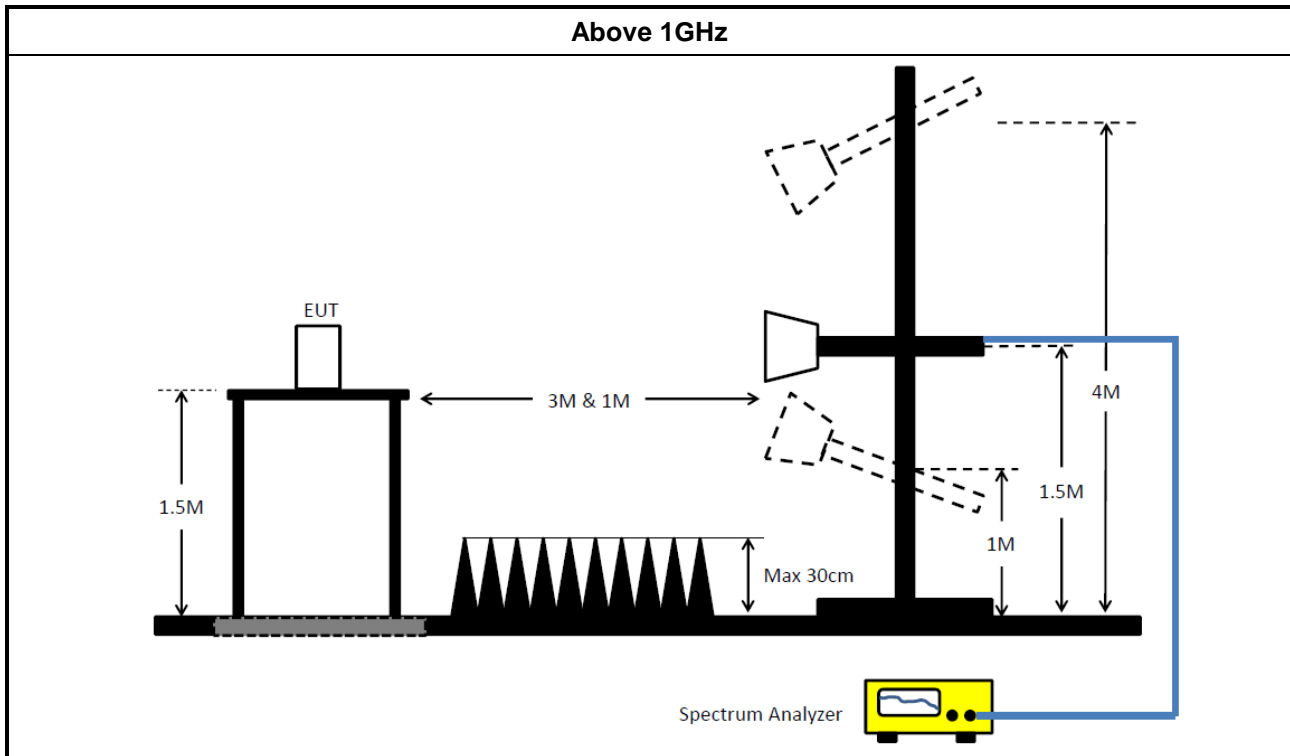 Above 1GHz
EUT
3M & 1M
4M
1.5M
1.5M
1M
Max 30cm
Spectrum Analyzer